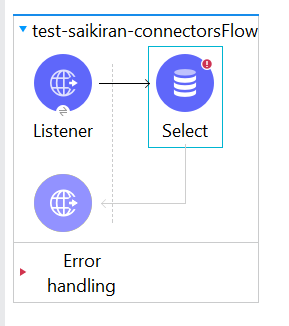 test-saikiran-connectorsFlow
Listener
Select
Error
handling